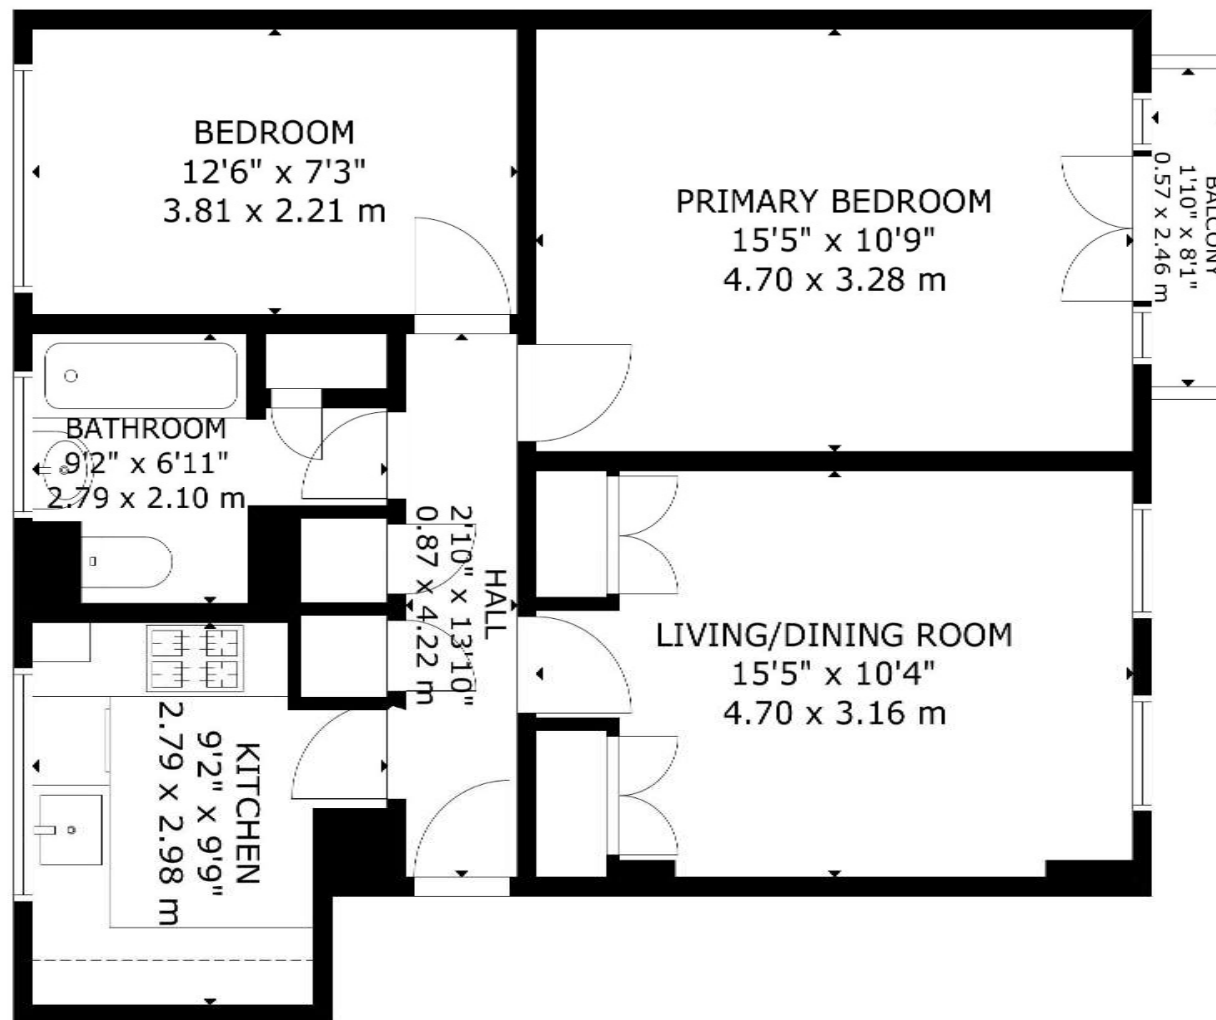 BEDROOM
12'6" x 7'3"
3.81 x 2.21 m
PRIMARY BEDROOM
15'5" x 10'9"
4.70 x 3.28 m
BALCONY
1'10" x 8'1"
0.57 x 2.46 m
BATHROOM
9'2" x 6'11"
2.79 x 2.10 m
HALL
2'10" x 13'10"
0.87 x 4.22 m
LIVING/DINING ROOM
15'5" x 10'4"
4.70 x 3.16 m
KITCHEN
9'2" x 9'9"
2.79 x 2.98 m